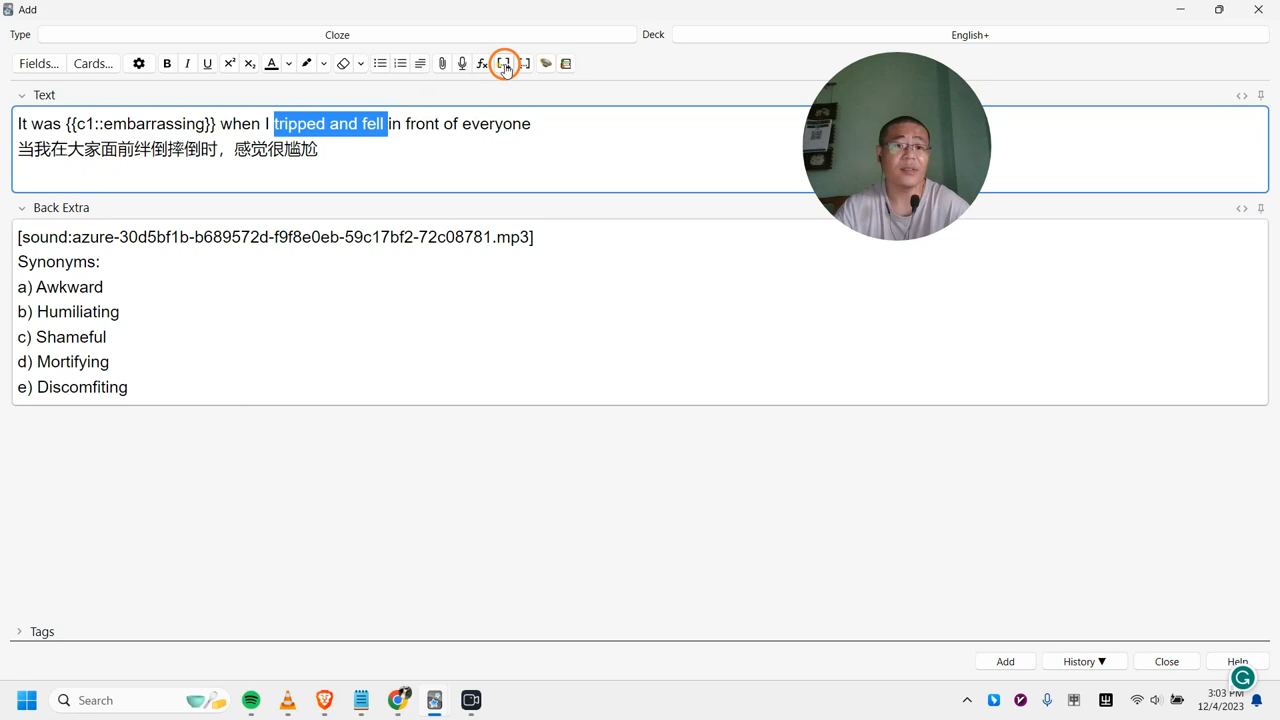 Add
Type Cloze Deck English+
Fields... Cards... B I U A x² x₂ fx [...] [...]
Text
It was {{c1::embarrassing}} when I tripped and fell in front of everyone
当我在大家面前绊倒摔倒时，感觉很尴尬
Back Extra
[sound:azure-30d5bf1b-b689572d-f9f8e0eb-59c17bf2-72c08781.mp3]
Synonyms:
a) Awkward
b) Humiliating
c) Shameful
d) Mortifying
e) Discomfiting
Tags
Add History ▼ Close Help
Search
3:03 PM
12/4/2023